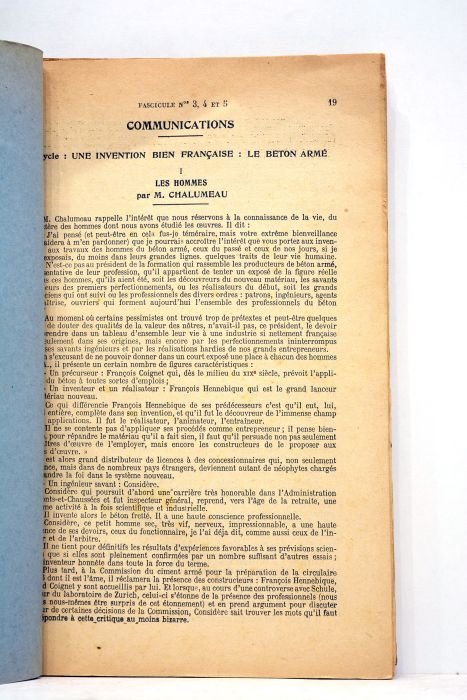 FASCICULE Nos 3, 4 ET 5 19
COMMUNICATIONS
ycle : UNE INVENTION BIEN FRANÇAISE : LE BÉTON ARMÉ
I
LES HOMMES
par M. CHALUMEAU
M. Chalumeau rappelle l'intérêt que nous réservons à la connaissance de la vie, du
tère des hommes dont nous avons étudié les œuvres. Il dit :
J'ai pensé (et peut-être en cela fus-je téméraire, mais votre extrême bienveillance
aidera à m'en pardonner) que je pourrais accroître l'intérêt que vous portez aux inven-
aux travaux des hommes du béton armé, ceux du passé et ceux de nos jours, si je
exposais, du moins dans leurs grandes lignes, quelques traits de leur vie humaine.
N'est-ce pas au président de la formation qui rassemble les producteurs de béton armé,
sentative de leur profession, qu'il appartient de tenter un exposé de la figure réelle
us ces hommes, qu'ils aient été, soit les découvreurs du nouveau matériau, les savants
eurs des premiers perfectionnements, ou les réalisateurs du début, soit les grands
iciens qui ont suivi ou les professionnels des divers ordres : patrons, ingénieurs, agents
aîtrise, ouvriers qui forment aujourd'hui l'ensemble des professionnels du béton
Au moment où certains pessimistes ont trouvé trop de prétextes et peut-être quelques
de douter des qualités de la valeur des nôtres, n'avait-il pas, ce président, le devoir
rendre dans un tableau d'ensemble leur vie à une industrie si nettement française
eulement dans ses origines, mais encore par les perfectionnements ininterrompus
ses savants ingénieurs et par les réalisations hardies de nos grands entrepreneurs.
n s'excusant de ne pouvoir donner dans un court exposé une place à chacun des hommes
il présente un certain nombre de figures caractéristiques :
- Un précurseur : François Coignet qui, dès le milieu du XIXe siècle, prévoit l'appli-
du béton à toutes sortes d'emplois ;
- Un inventeur et un réalisateur : François Hennebique qui est le grand lanceur
tériau nouveau.
Ce qui différencie François Hennebique de ses prédécesseurs c'est qu'il eut, lui,
entière, complète dans son invention, et qu'il fut le découvreur de l'immense champ
applications. Il fut le réalisateur, l'animateur, l'entraîneur.
Il ne se contente pas d'appliquer ses procédés comme entrepreneur ; il pense bien-
, pour répandre le matériau qu'il a fait sien, il faut qu'il persuade non pas seulement
îtres d'œuvre de l'employer, mais encore les constructeurs de le proposer aux
s d'œuvre. »
est alors grand distributeur de licences à des concessionnaires qui, non seulement
nce, mais dans de nombreux pays étrangers, deviennent autant de néophytes chargés
andre la foi dans le système nouveau.
- Un ingénieur savant : Considère.
Considère qui poursuit d'abord une carrière très honorable dans l'Administration
nts-et-Chaussées et fut inspecteur général, reprend, vers l'âge de la retraite, une
me activité à la fois scientifique et industrielle.
Il invente alors le béton fretté. Il a une haute conscience professionnelle.
Considère, ce petit homme sec, très vif, nerveux, impressionnable, a une haute
nce de ses devoirs, ceux du fonctionnaire, je l'ai déjà dit, comme aussi ceux de l'in-
r et de l'arbitre.
Il ne tient pour définitifs les résultats d'expériences favorables à ses prévisions scien-
que si elles sont pleinement confirmées par un nombre suffisant d'autres essais ;
inventeur honnête dans toute la force du terme.
Plus tard, à la Commission du ciment armé pour la préparation de la circulaire
dont il est l'âme, il réclamera la présence des constructeurs : François Hennebique,
d Coignet y sont accueillis par lui. Et lorsque, au cours d'une controverse avec Schule,
ur du laboratoire de Zurich, celui-ci s'étonne de la présence des professionnels (nous
s nous-mêmes être surpris de cet étonnement) et en prend argument pour discuter
ur de certaines décisions de la Commission, Considère sait trouver les mots qu'il faut
épondre à cette critique au moins bizarre.